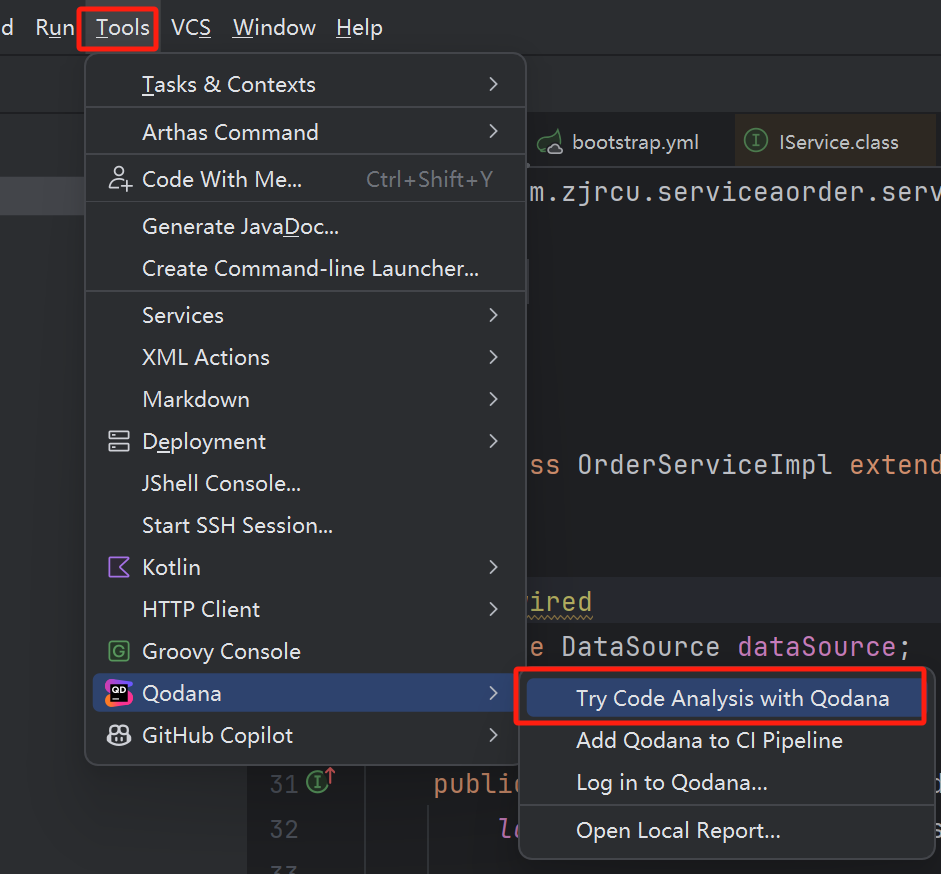 d Run Tools VCS Window Help
Tasks & Contexts
Arthas Command
bootstrap.yml
I IService.class
Code With Me... Ctrl+Shift+Y
m.zjrcu.serviceaorder.serv
Generate JavaDoc...
Create Command-line Launcher...
Services
XML Actions
Markdown
Deployment
ss OrderServiceImpl extend
JShell Console...
Start SSH Session...
Kotlin
HTTP Client
ired
G Groovy Console
e DataSource dataSource;
QD Qodana
Try Code Analysis with Qodana
GitHub Copilot
Add Qodana to CI Pipeline
31 I public
Log in to Qodana...
32 lo
Open Local Report...
33